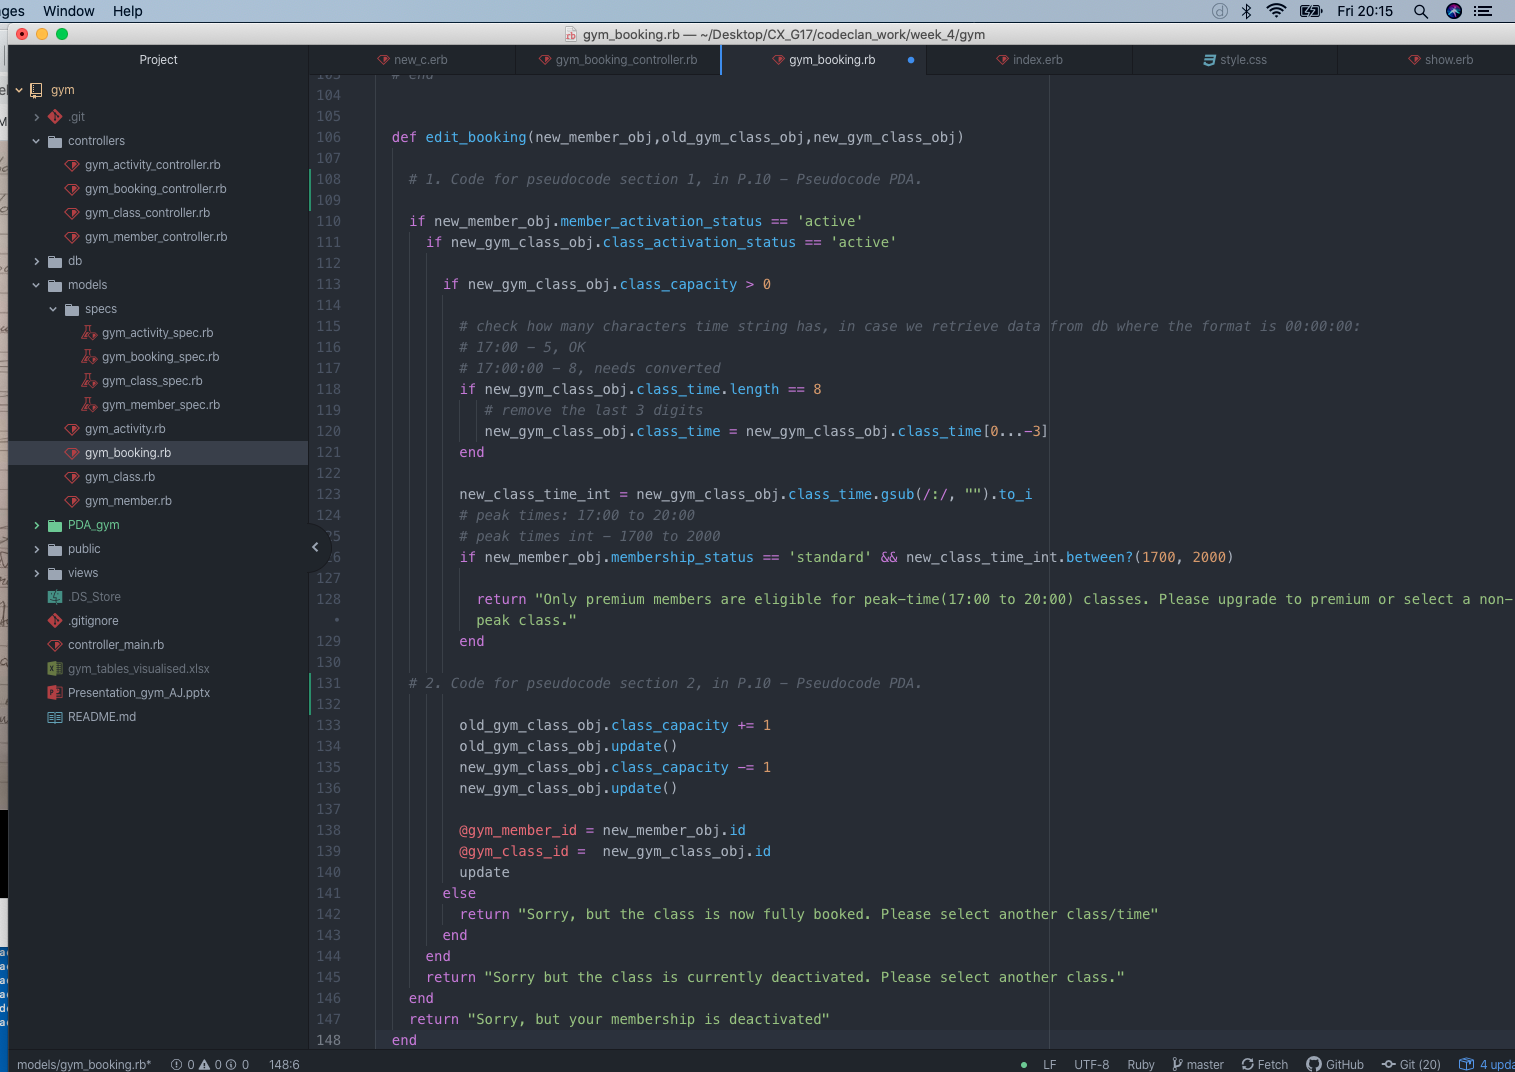 ges Window Help Fri 20:15
gym_booking.rb — ~/Desktop/CX_G17/codeclan_work/week_4/gym
Project new_c.erb gym_booking_controller.rb gym_booking.rb index.erb style.css show.erb
gym
.git
controllers
gym_activity_controller.rb
gym_booking_controller.rb
gym_class_controller.rb
gym_member_controller.rb
db
models
specs
gym_activity_spec.rb
gym_booking_spec.rb
gym_class_spec.rb
gym_member_spec.rb
gym_activity.rb
gym_booking.rb
gym_class.rb
gym_member.rb
PDA_gym
public
views
.DS_Store
.gitignore
controller_main.rb
gym_tables_visualised.xlsx
Presentation_gym_AJ.pptx
README.md
103 # end
104
105
106 def edit_booking(new_member_obj,old_gym_class_obj,new_gym_class_obj)
107
108 # 1. Code for pseudocode section 1, in P.10 – Pseudocode PDA.
109
110 if new_member_obj.member_activation_status == 'active'
111 if new_gym_class_obj.class_activation_status == 'active'
112
113 if new_gym_class_obj.class_capacity > 0
114
115 # check how many characters time string has, in case we retrieve data from db where the format is 00:00:00:
116 # 17:00 – 5, OK
117 # 17:00:00 – 8, needs converted
118 if new_gym_class_obj.class_time.length == 8
119 # remove the last 3 digits
120 new_gym_class_obj.class_time = new_gym_class_obj.class_time[0...-3]
121 end
122
123 new_class_time_int = new_gym_class_obj.class_time.gsub(/:/, "").to_i
124 # peak times: 17:00 to 20:00
25 # peak times int – 1700 to 2000
26 if new_member_obj.membership_status == 'standard' && new_class_time_int.between?(1700, 2000)
127
128 return "Only premium members are eligible for peak-time(17:00 to 20:00) classes. Please upgrade to premium or select a non-
• peak class."
129 end
130
131 # 2. Code for pseudocode section 2, in P.10 – Pseudocode PDA.
132
133 old_gym_class_obj.class_capacity += 1
134 old_gym_class_obj.update()
135 new_gym_class_obj.class_capacity -= 1
136 new_gym_class_obj.update()
137
138 @gym_member_id = new_member_obj.id
139 @gym_class_id =  new_gym_class_obj.id
140 update
141 else
142 return "Sorry, but the class is now fully booked. Please select another class/time"
143 end
144 end
145 return "Sorry but the class is currently deactivated. Please select another class."
146 end
147 return "Sorry, but your membership is deactivated"
148 end
models/gym_booking.rb* 0 0 0 148:6 LF UTF-8 Ruby master Fetch GitHub Git (20) 4 upda